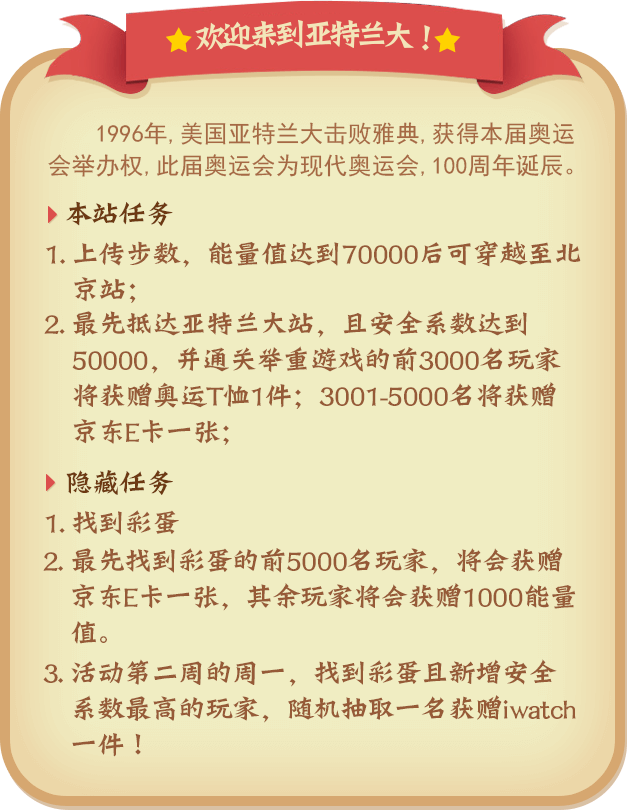 欢迎来到亚特兰大！
1996年,美国亚特兰大击败雅典,获得本届奥运
会举办权,此届奥运会为现代奥运会,100周年诞辰。
本站任务
1. 上传步数，能量值达到70000后可穿越至北
京站；
2. 最先抵达亚特兰大站，且安全系数达到
50000，并通关举重游戏的前3000名玩家
将获赠奥运T恤1件；3001-5000名将获赠
京东E卡一张；
隐藏任务
1. 找到彩蛋
2. 最先找到彩蛋的前5000名玩家，将会获赠
京东E卡一张，其余玩家将会获赠1000能量
值。
3. 活动第二周的周一，找到彩蛋且新增安全
系数最高的玩家，随机抽取一名获赠iwatch
一件！